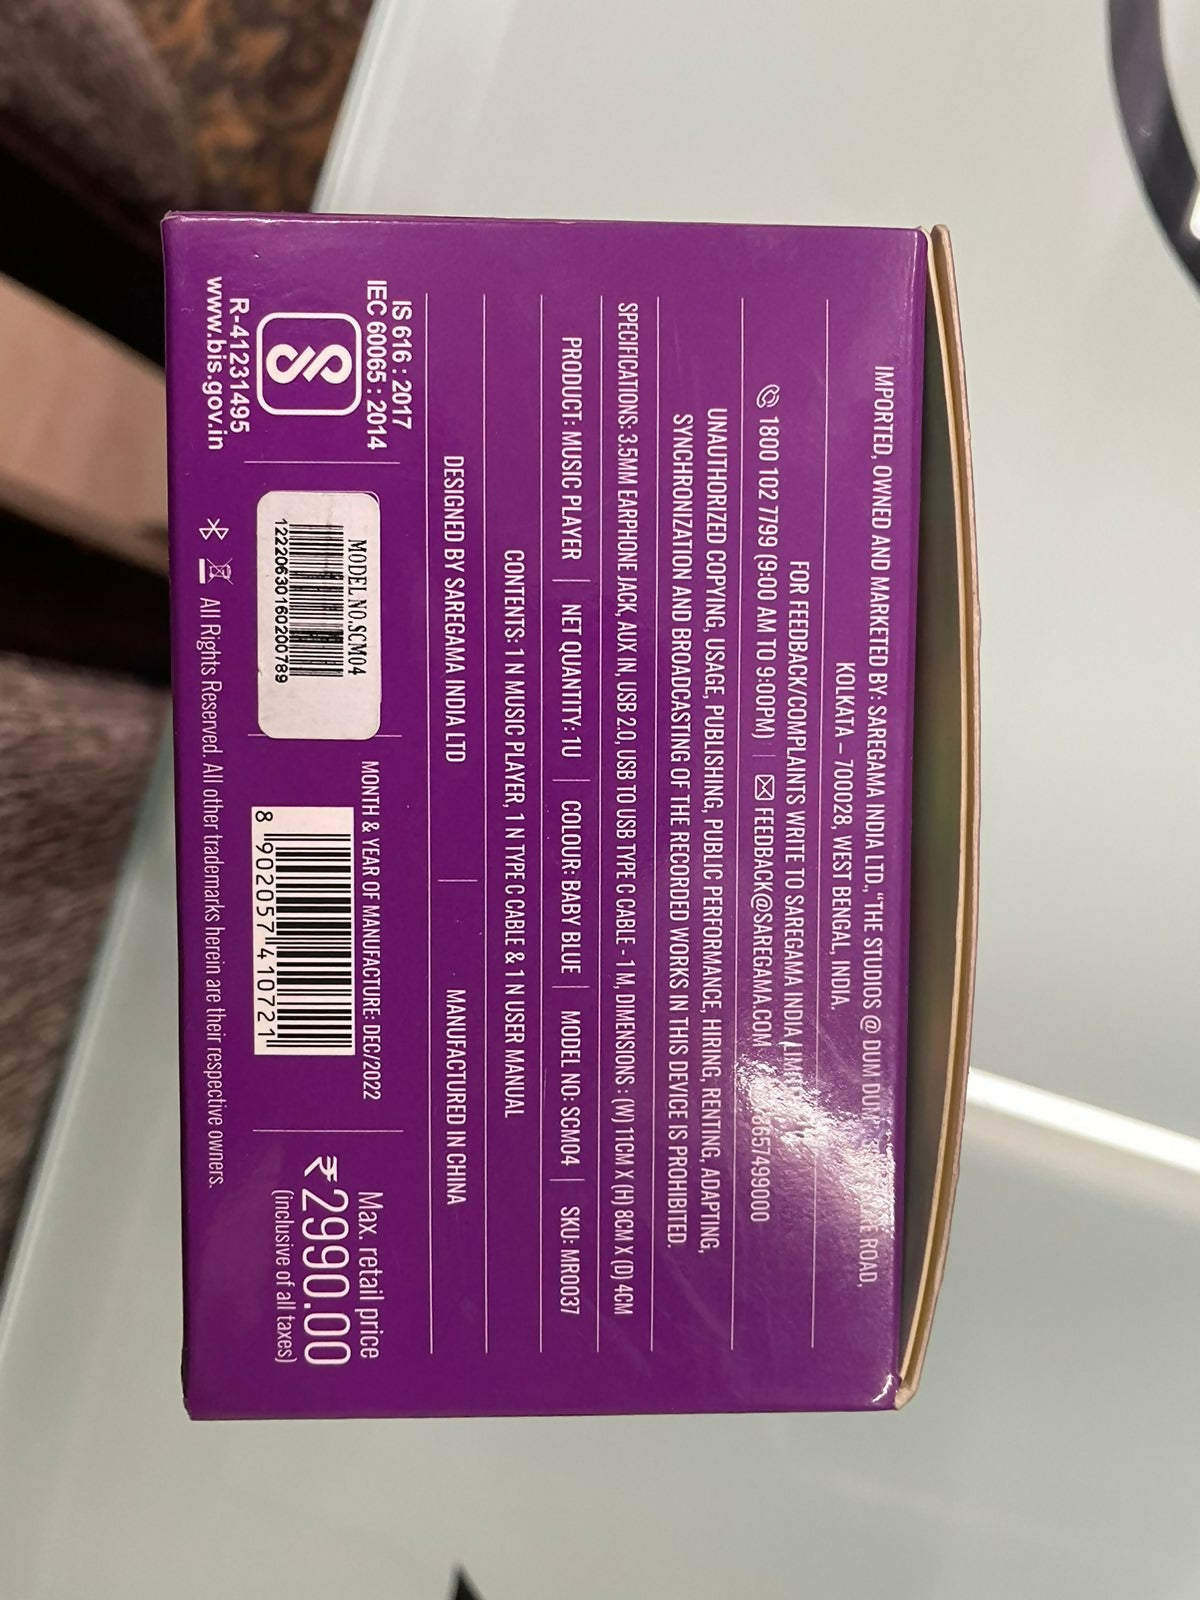 IMPORTED, OWNED AND MARKETED BY: SAREGAMA INDIA LTD., "THE STUDIOS @ DUM DUM", ROAD,
KOLKATA – 700028, WEST BENGAL, INDIA.
FOR FEEDBACK/COMPLAINTS WRITE TO SAREGAMA INDIA LIMITED
1800 102 7799 (9:00 AM TO 9:00PM) | FEEDBACK@SAREGAMA.COM
UNAUTHORIZED COPYING, USAGE, PUBLISHING, PUBLIC PERFORMANCE, HIRING, RENTING, ADAPTING,
SYNCHRONIZATION AND BROADCASTING OF THE RECORDED WORKS IN THIS DEVICE IS PROHIBITED.
SPECIFICATIONS: 3.5MM EARPHONE JACK, AUX IN, USB 2.0, USB TO USB TYPE C CABLE - 1 M, DIMENSIONS : (W) 11CM X (H) 8CM X (D) 4CM
PRODUCT: MUSIC PLAYER | NET QUANTITY: 1U | COLOUR: BABY BLUE | MODEL NO: SCM04 | SKU: MR0037
CONTENTS: 1 N MUSIC PLAYER, 1 N TYPE C CABLE & 1 N USER MANUAL
DESIGNED BY SAREGAMA INDIA LTD | MANUFACTURED IN CHINA
IS 616 : 2017
IEC 60065 : 2014
R-41231495
www.bis.gov.in
MODEL NO.SCM04
12220630160200789
MONTH & YEAR OF MANUFACTURE: DEC/2022
8 902057 410721
Max. retail price
₹2990.00
(inclusive of all taxes)
All Rights Reserved. All other trademarks herein are their respective owners.